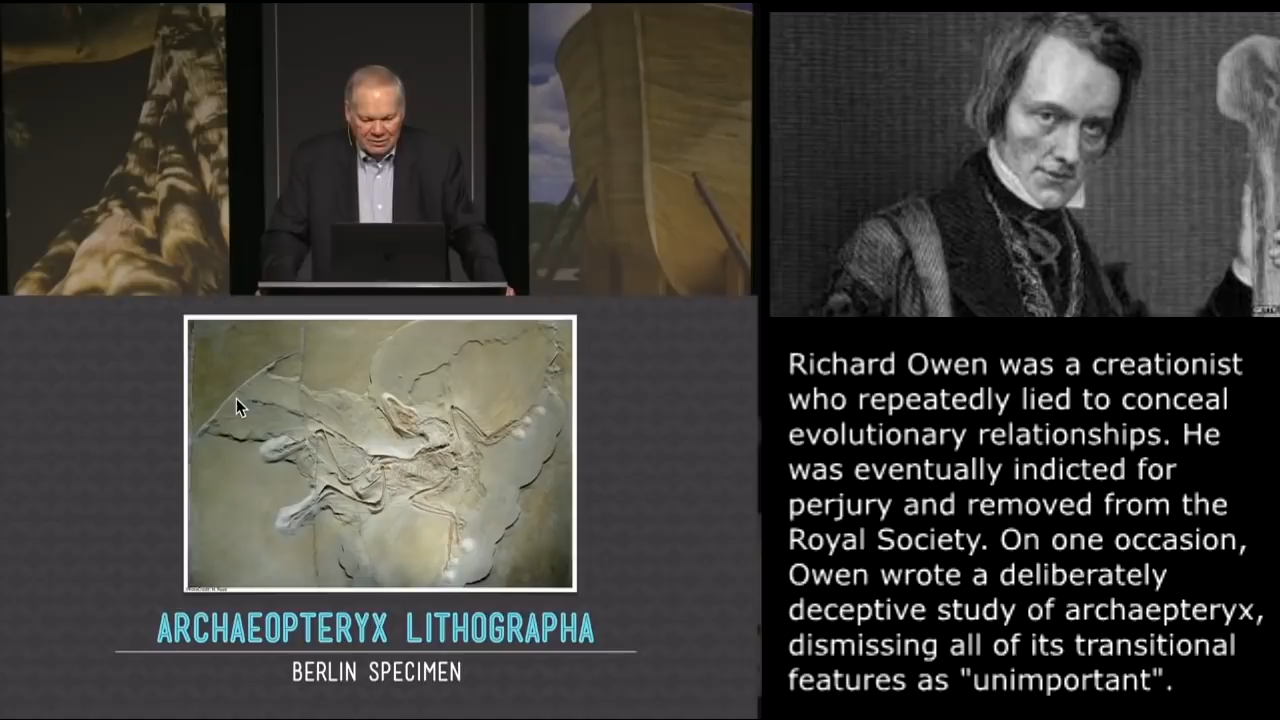 ARCHAEOPTERYX LITHOGRAPHA
BERLIN SPECIMEN
Richard Owen was a creationist
who repeatedly lied to conceal
evolutionary relationships. He
was eventually indicted for
perjury and removed from the
Royal Society. On one occasion,
Owen wrote a deliberately
deceptive study of archaepteryx,
dismissing all of its transitional
features as "unimportant".